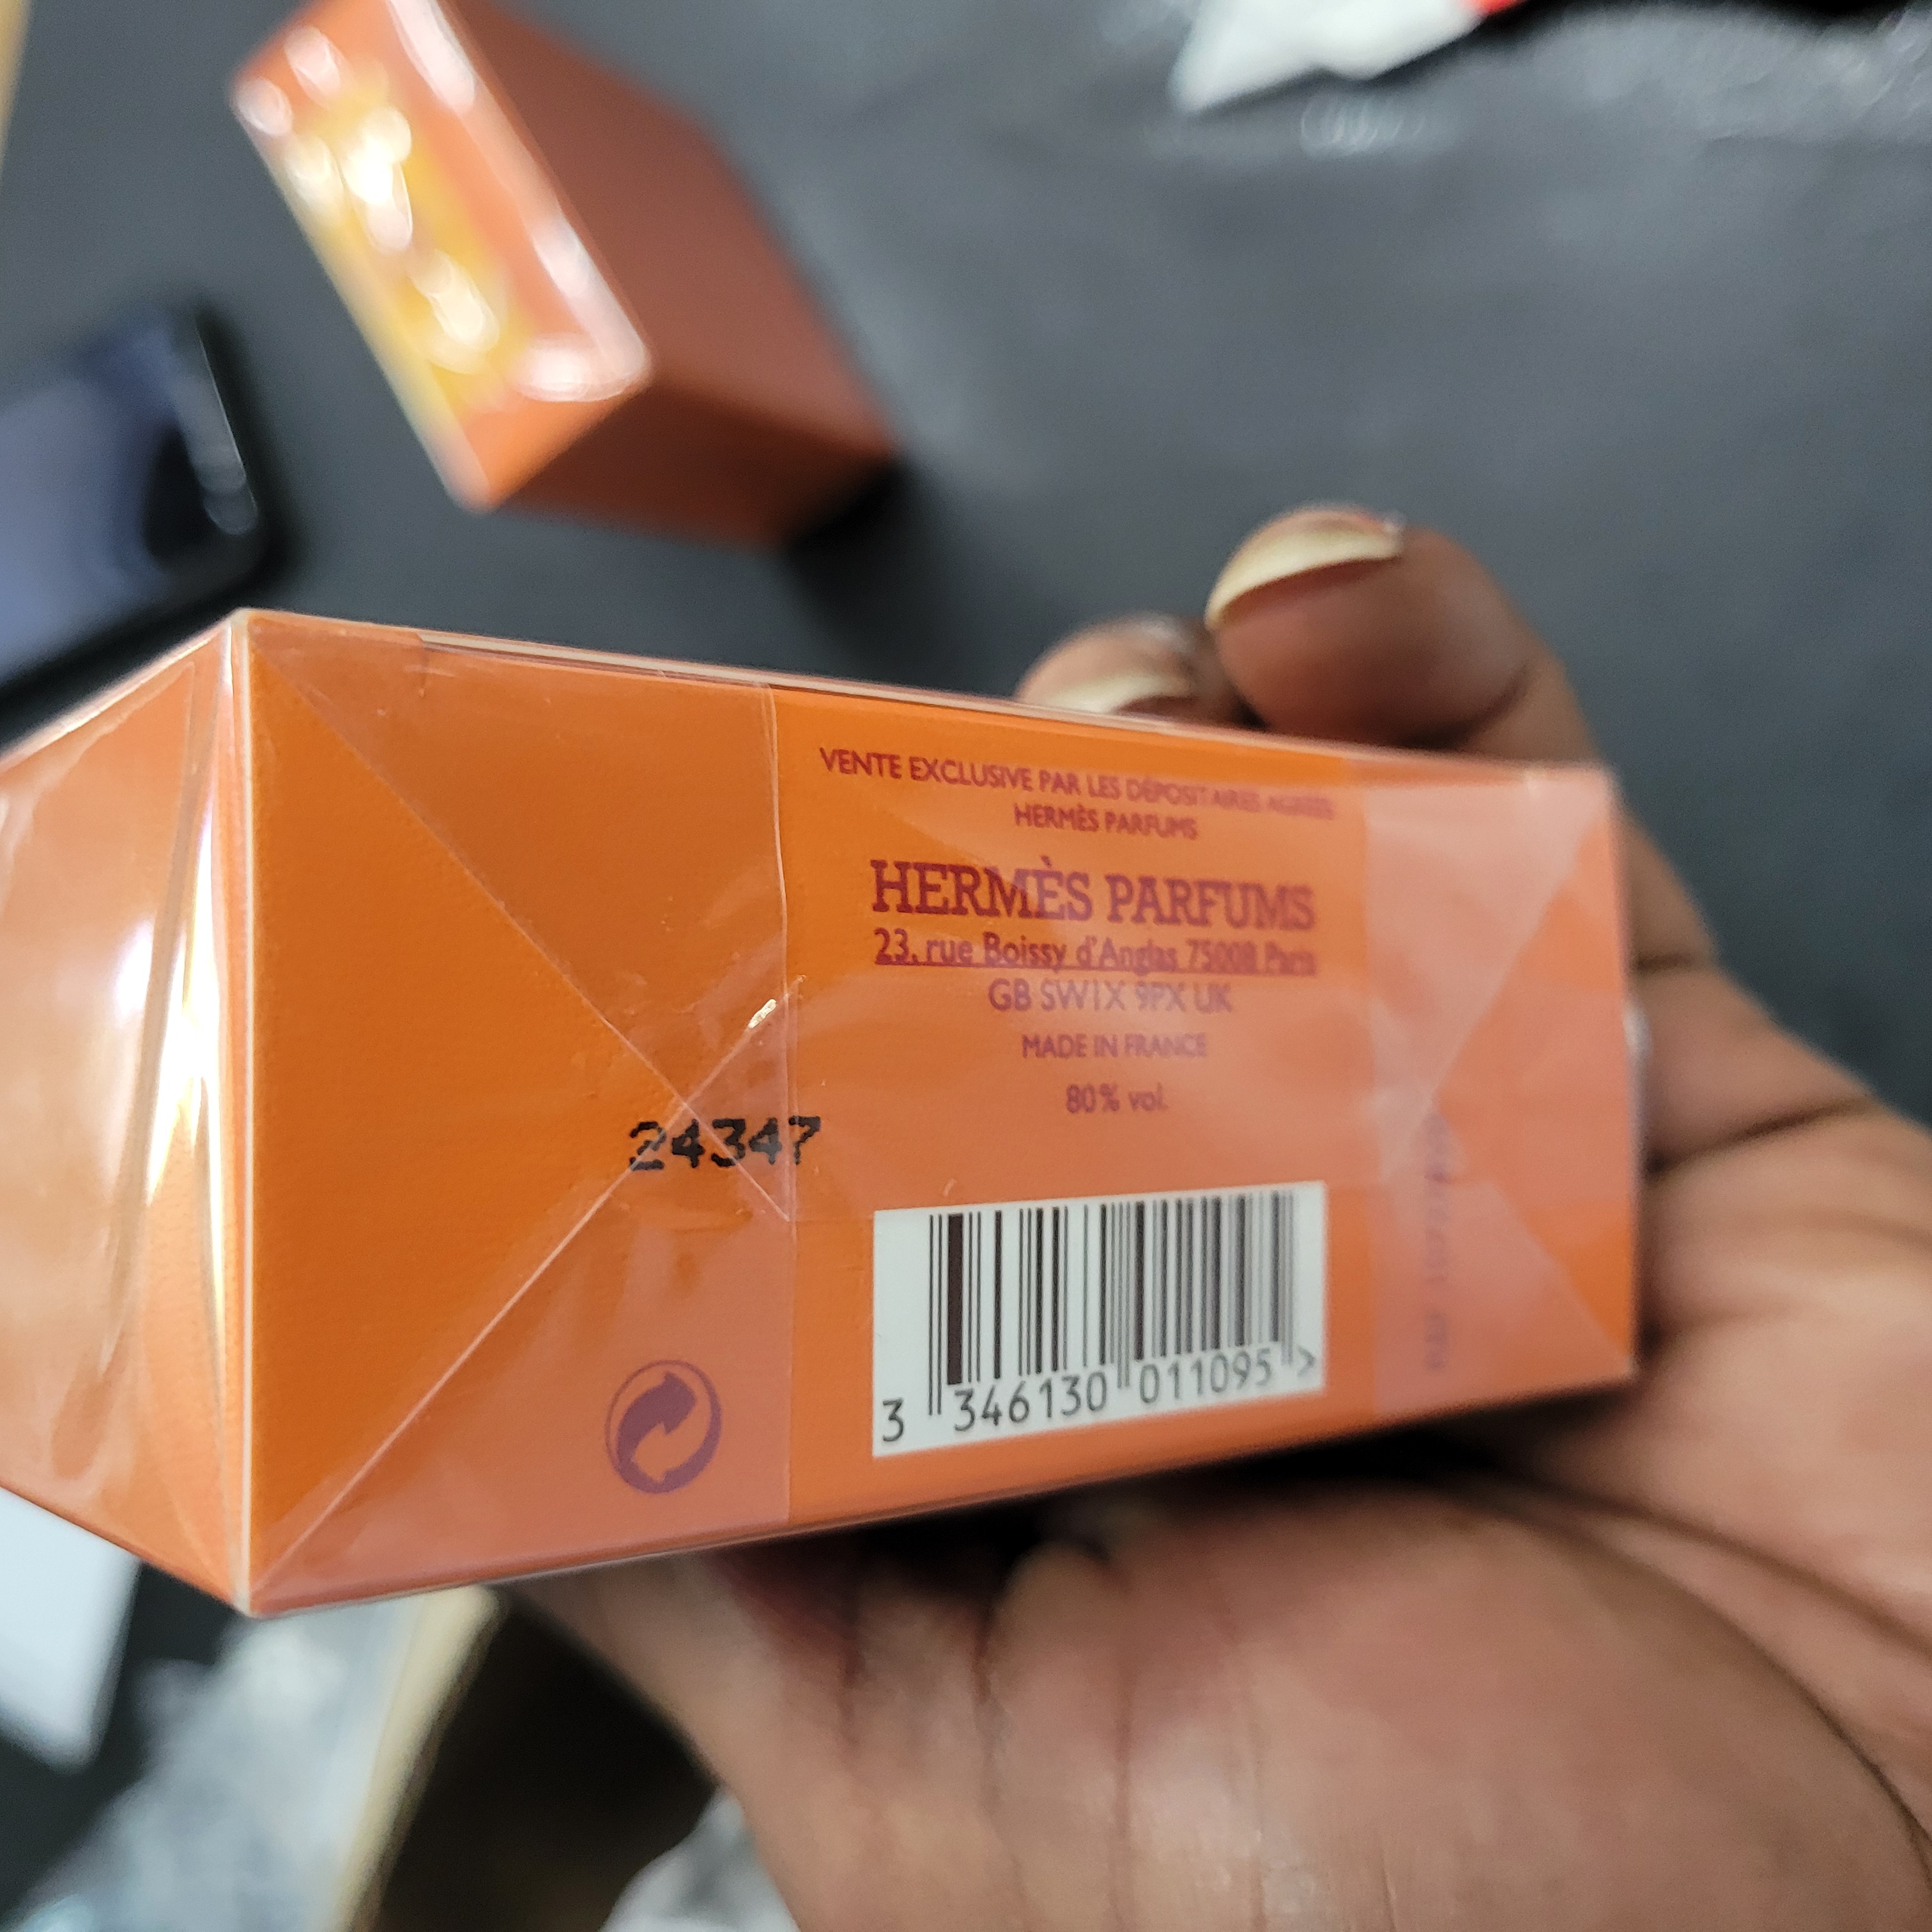 VENTE EXCLUSIVE PAR LES DÉPOSITAIRES AGRÉÉS
HERMÈS PARFUMS
HERMÈS PARFUMS
23, rue Boissy d'Anglas 75008 Paris
GB SW1X 9PX UK
MADE IN FRANCE
80% vol.
24347
3 346130 011095 >